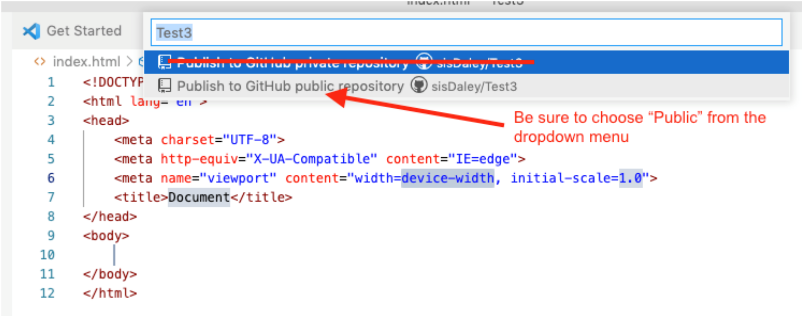 index.html — Test3
Get Started
Test3
index.html >
Publish to GitHub private repository sisDaley/Test3
Publish to GitHub public repository sisDaley/Test3
Be sure to choose “Public” from the
dropdown menu
1 <!DOCTYP
2 <html lang="en">
3 <head>
4 <meta charset="UTF-8">
5 <meta http-equiv="X-UA-Compatible" content="IE=edge">
6 <meta name="viewport" content="width=device-width, initial-scale=1.0">
7 <title>Document</title>
8 </head>
9 <body>
10
11 </body>
12 </html>